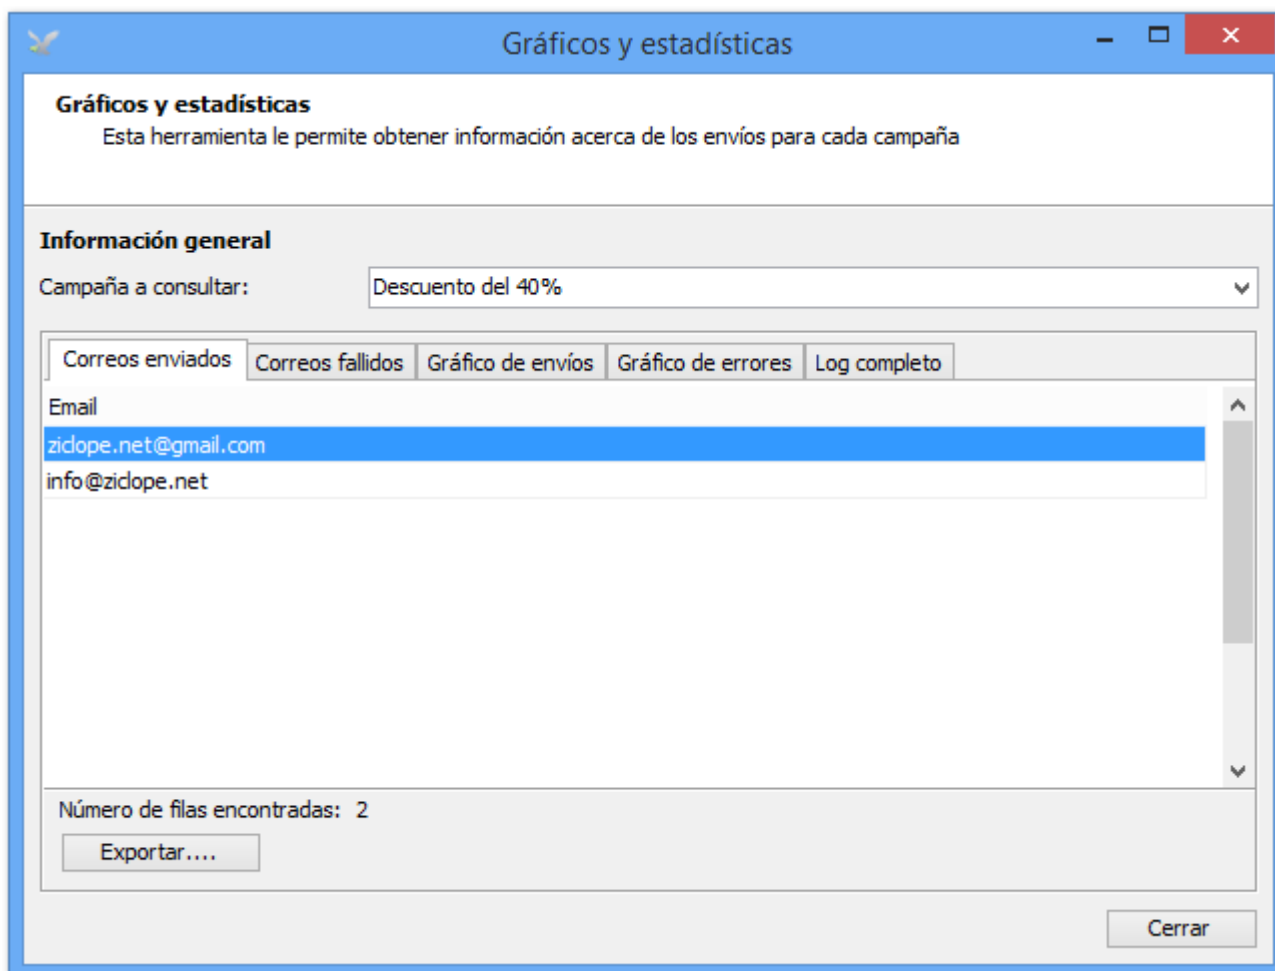 Gráficos y estadísticas
Gráficos y estadísticas
Esta herramienta le permite obtener información acerca de los envíos para cada campaña
Información general
Campaña a consultar: Descuento del 40%
Correos enviados Correos fallidos Gráfico de envíos Gráfico de errores Log completo
Email
ziclope.net@gmail.com
info@ziclope.net
Número de filas encontradas: 2
Exportar....
Cerrar